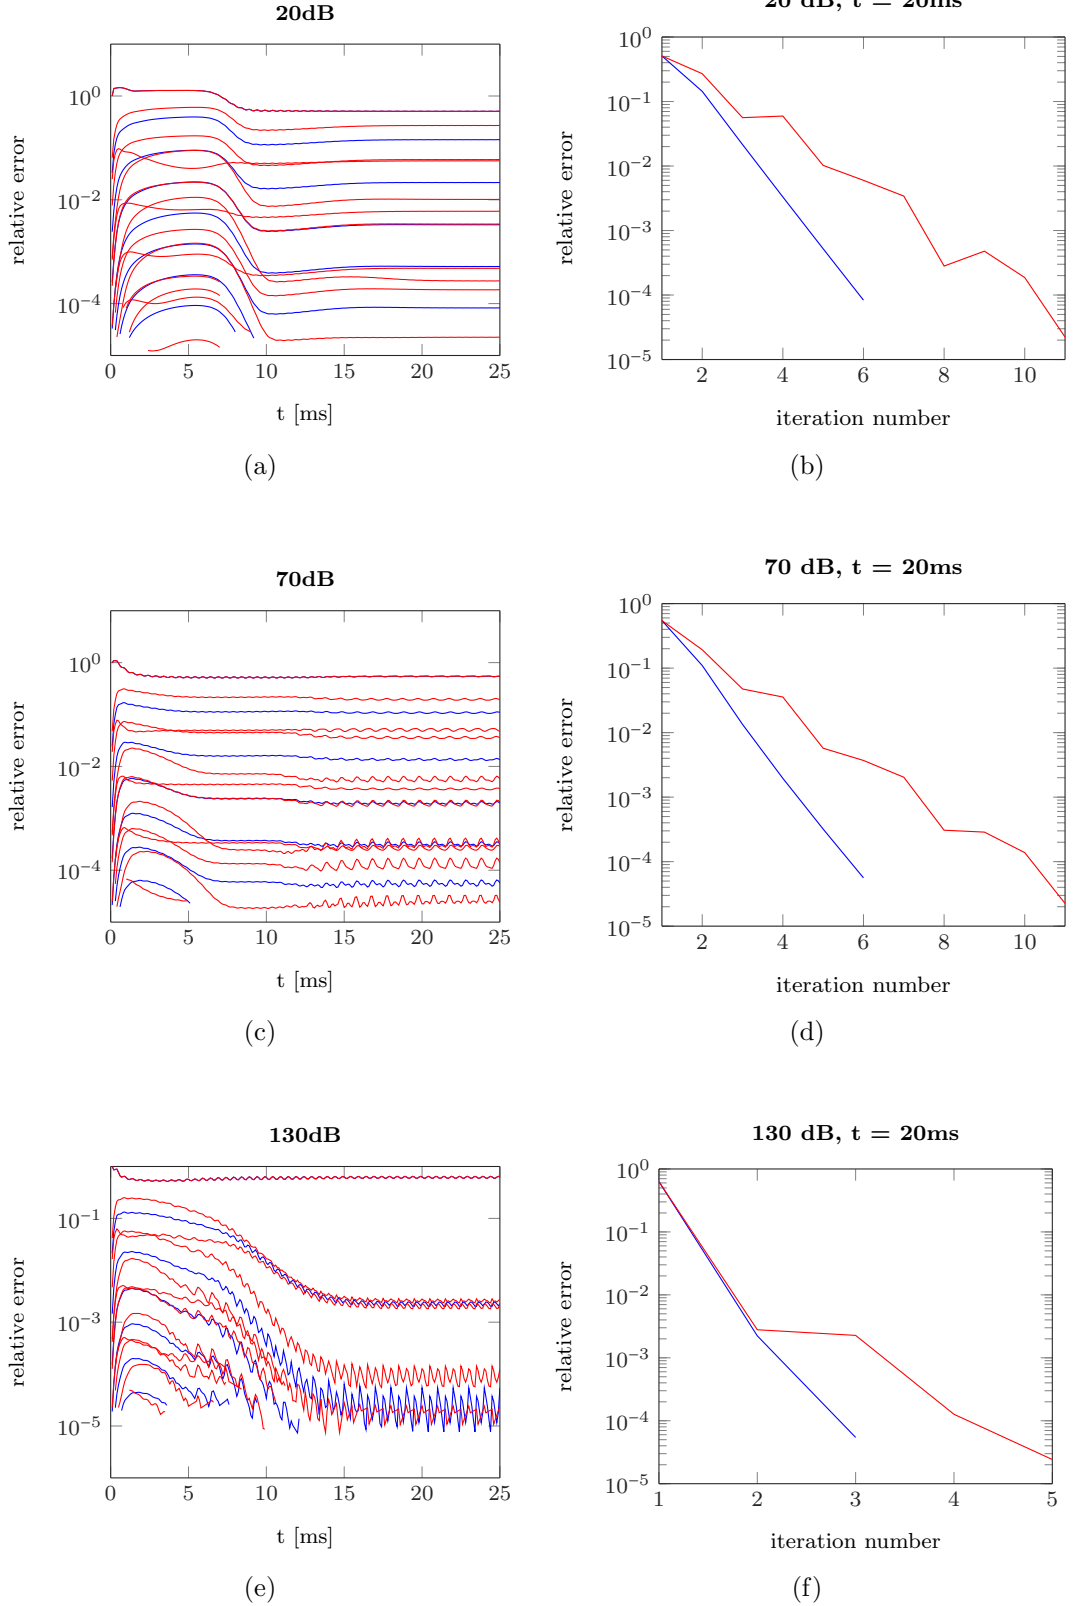 20dB
relative error
10^0
10^-2
10^-4
0 5 10 15 20 25
t [ms]
(a)
20 dB, t = 20ms
relative error
10^0
10^-1
10^-2
10^-3
10^-4
10^-5
2 4 6 8 10
iteration number
(b)
70dB
relative error
10^0
10^-2
10^-4
0 5 10 15 20 25
t [ms]
(c)
70 dB, t = 20ms
relative error
10^0
10^-1
10^-2
10^-3
10^-4
10^-5
2 4 6 8 10
iteration number
(d)
130dB
relative error
10^-1
10^-3
10^-5
0 5 10 15 20 25
t [ms]
(e)
130 dB, t = 20ms
relative error
10^0
10^-1
10^-2
10^-3
10^-4
10^-5
1 2 3 4 5
iteration number
(f)